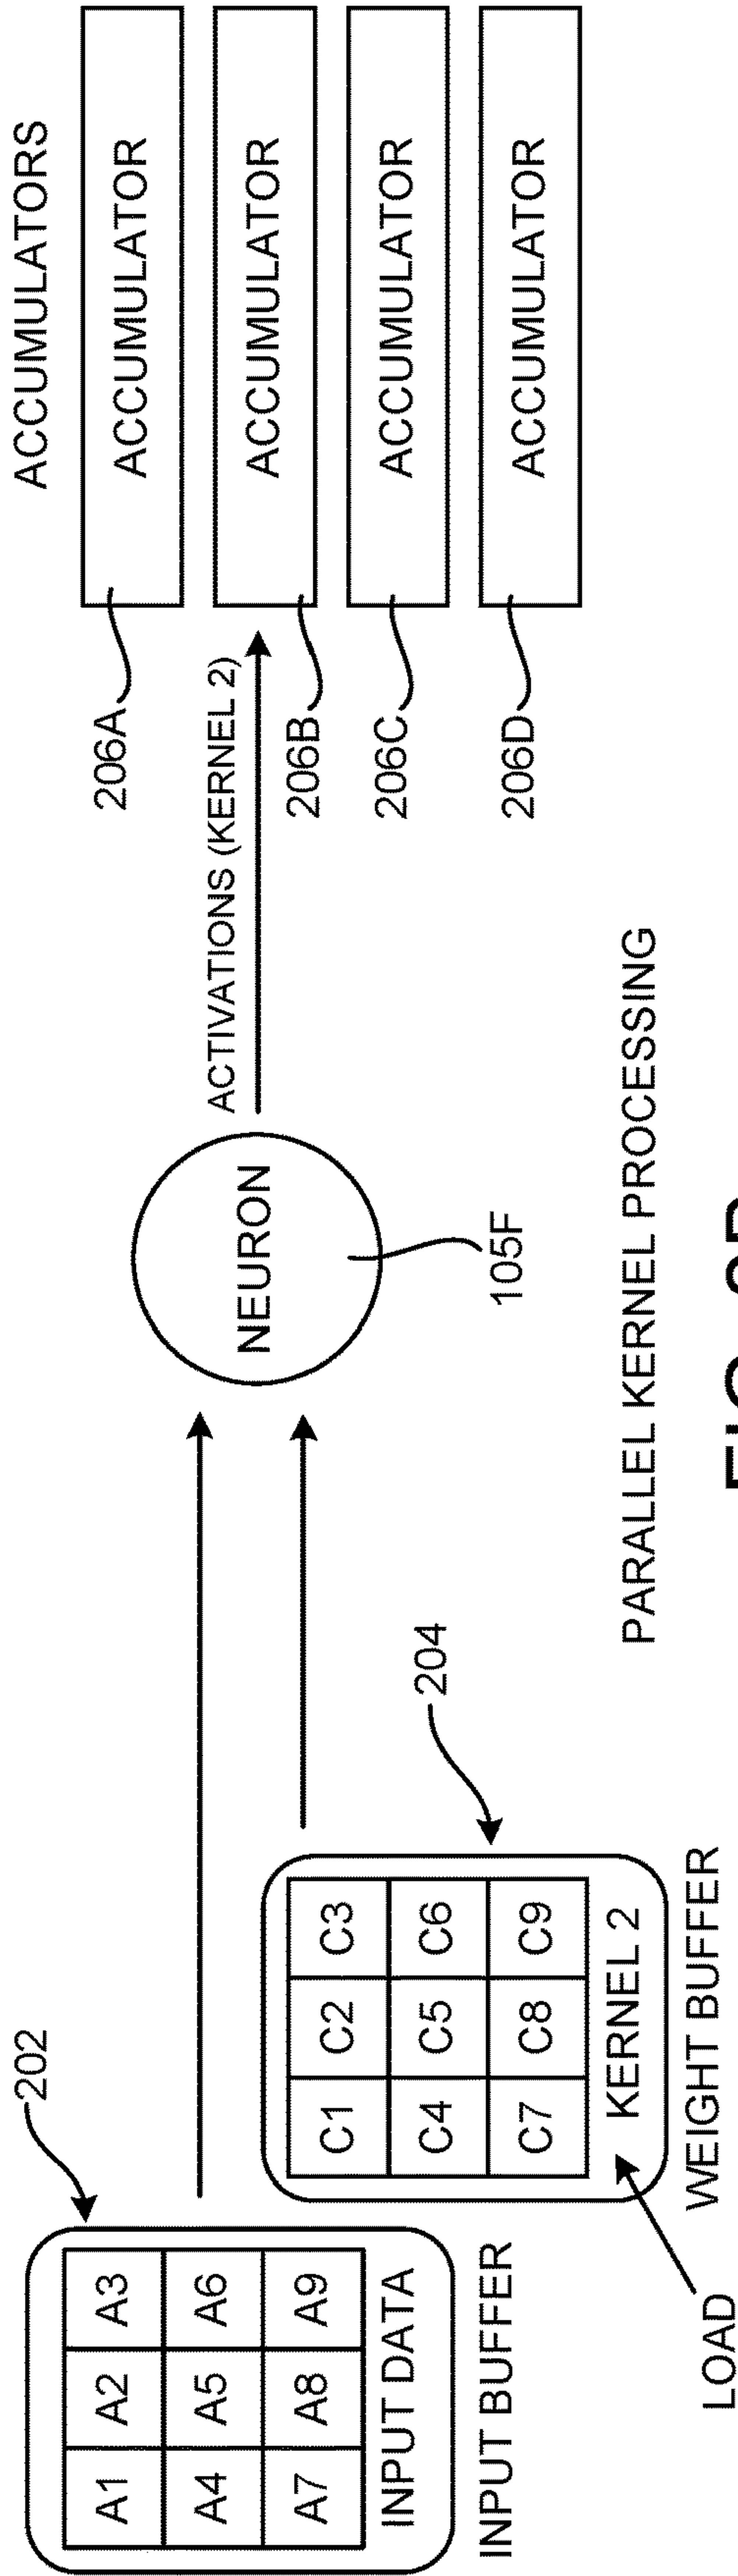 ACCUMULATORS
202
A1 A2 A3
A4 A5 A6
A7 A8 A9
INPUT DATA
INPUT BUFFER
C1 C2 C3
C4 C5 C6
C7 C8 C9
KERNEL 2
WEIGHT BUFFER
204
LOAD
NEURON
105F
ACTIVATIONS (KERNEL 2)
206A
ACCUMULATOR
206B
ACCUMULATOR
206C
ACCUMULATOR
206D
ACCUMULATOR
PARALLEL KERNEL PROCESSING